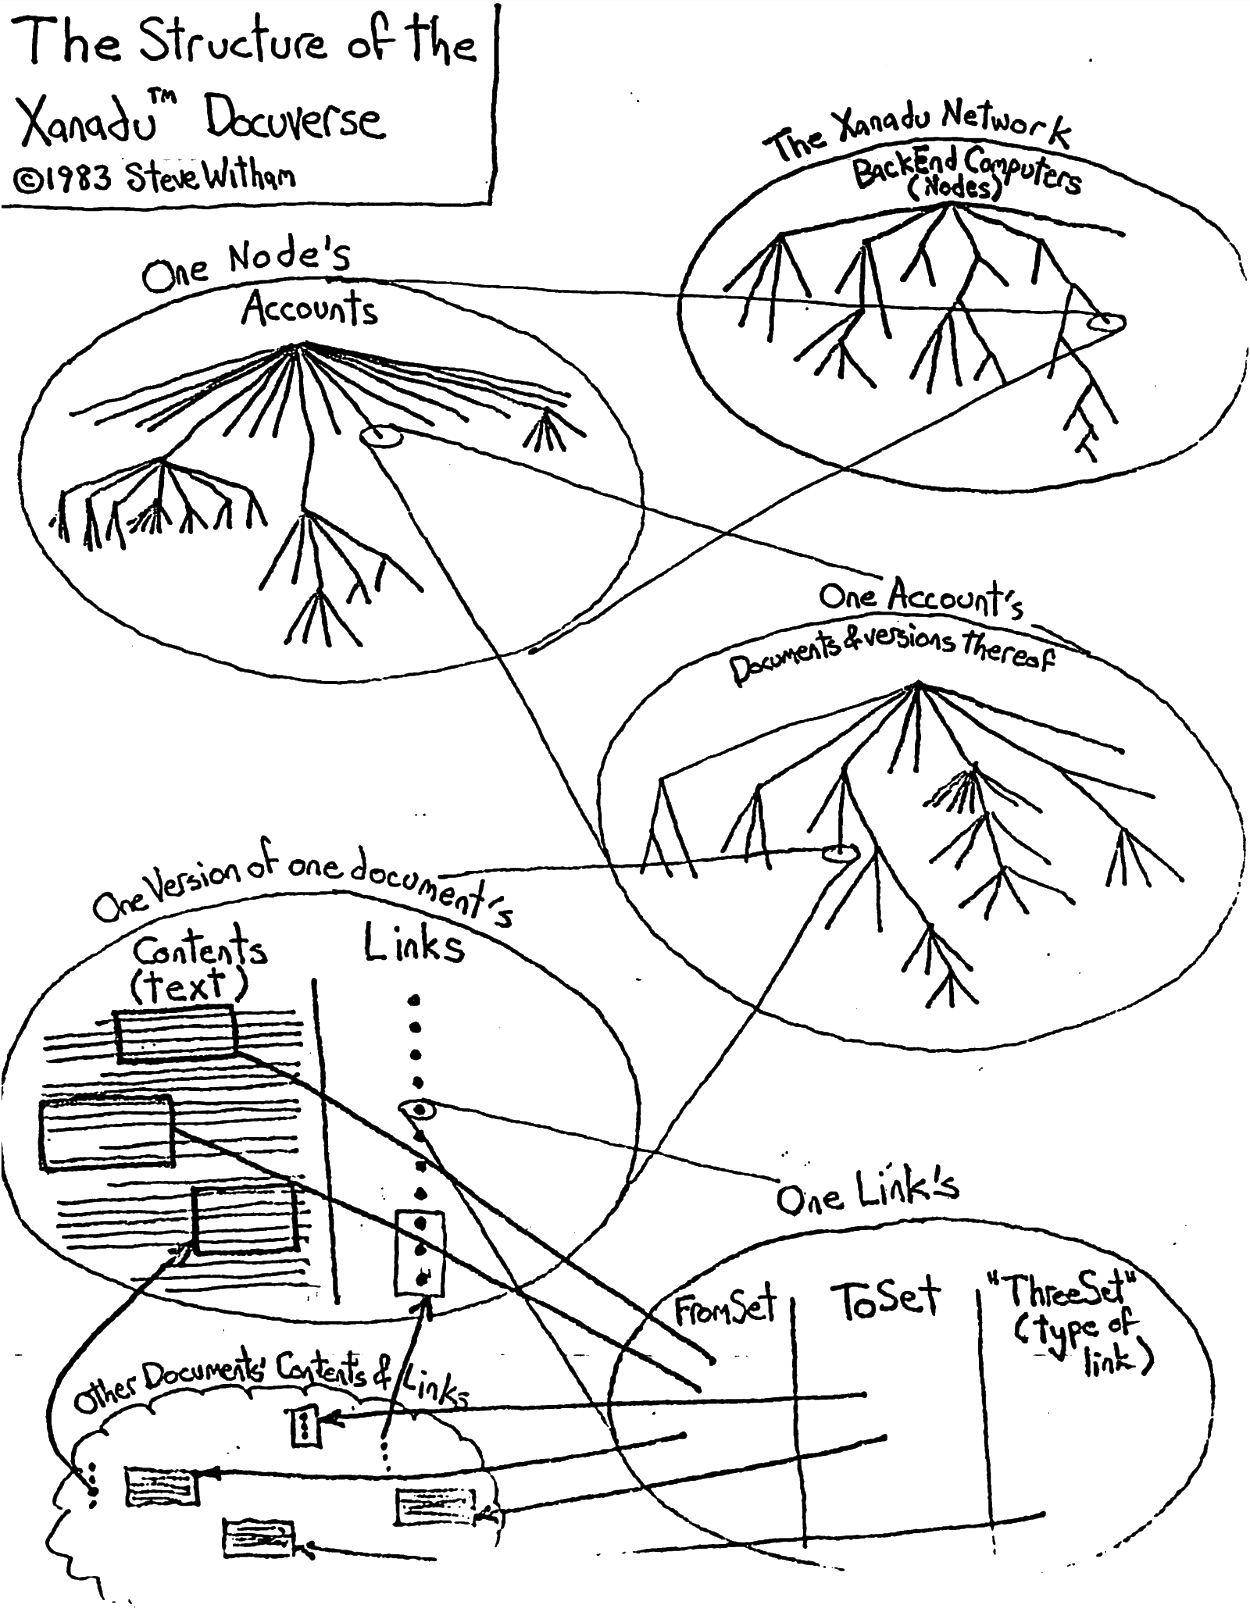 The Structure of the
Xanadu™ Docuverse
©1983 Steve Witham
The Xanadu Network
BackEnd Computers
(Nodes)
One Node's
Accounts
One Account's
Documents & versions thereof
One Version of one document's
Contents
(text)
Links
One Link's
FromSet
ToSet
"ThreeSet"
(type of
link)
Other Documents' Contents & Links